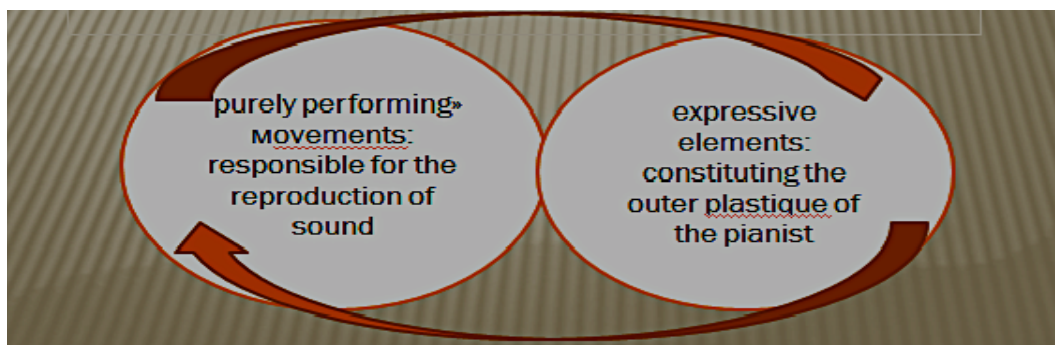 purely performing»
мovements:
responsible for the
reproduction of
sound
expressive
elements:
constituting the
outer plastique of
the pianist